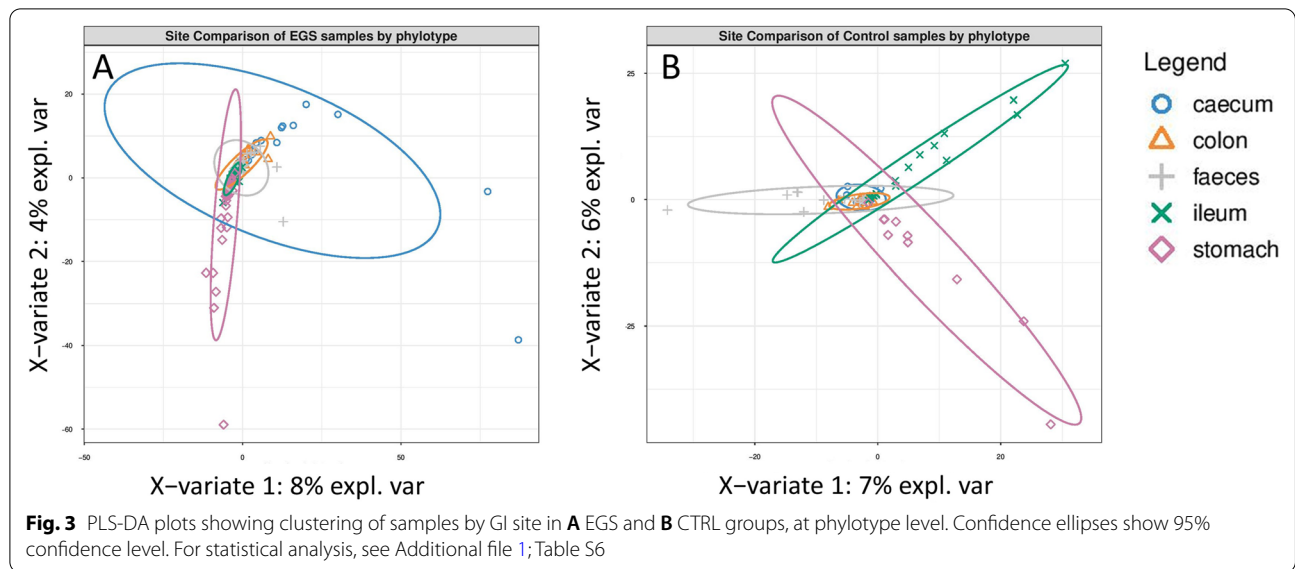 Site Comparison of EGS samples by phylotype
A
X−variate 2: 4% expl. var
20
0
-20
-40
-60
-50
0
50
X−variate 1: 8% expl. var
Site Comparison of Control samples by phylotype
B
X−variate 2: 6% expl. var
25
0
-25
-20
0
20
X−variate 1: 7% expl. var
Legend
caecum
colon
faeces
ileum
stomach
Fig. 3 PLS-DA plots showing clustering of samples by GI site in A EGS and B CTRL groups, at phylotype level. Confidence ellipses show 95%
confidence level. For statistical analysis, see Additional file 1; Table S6